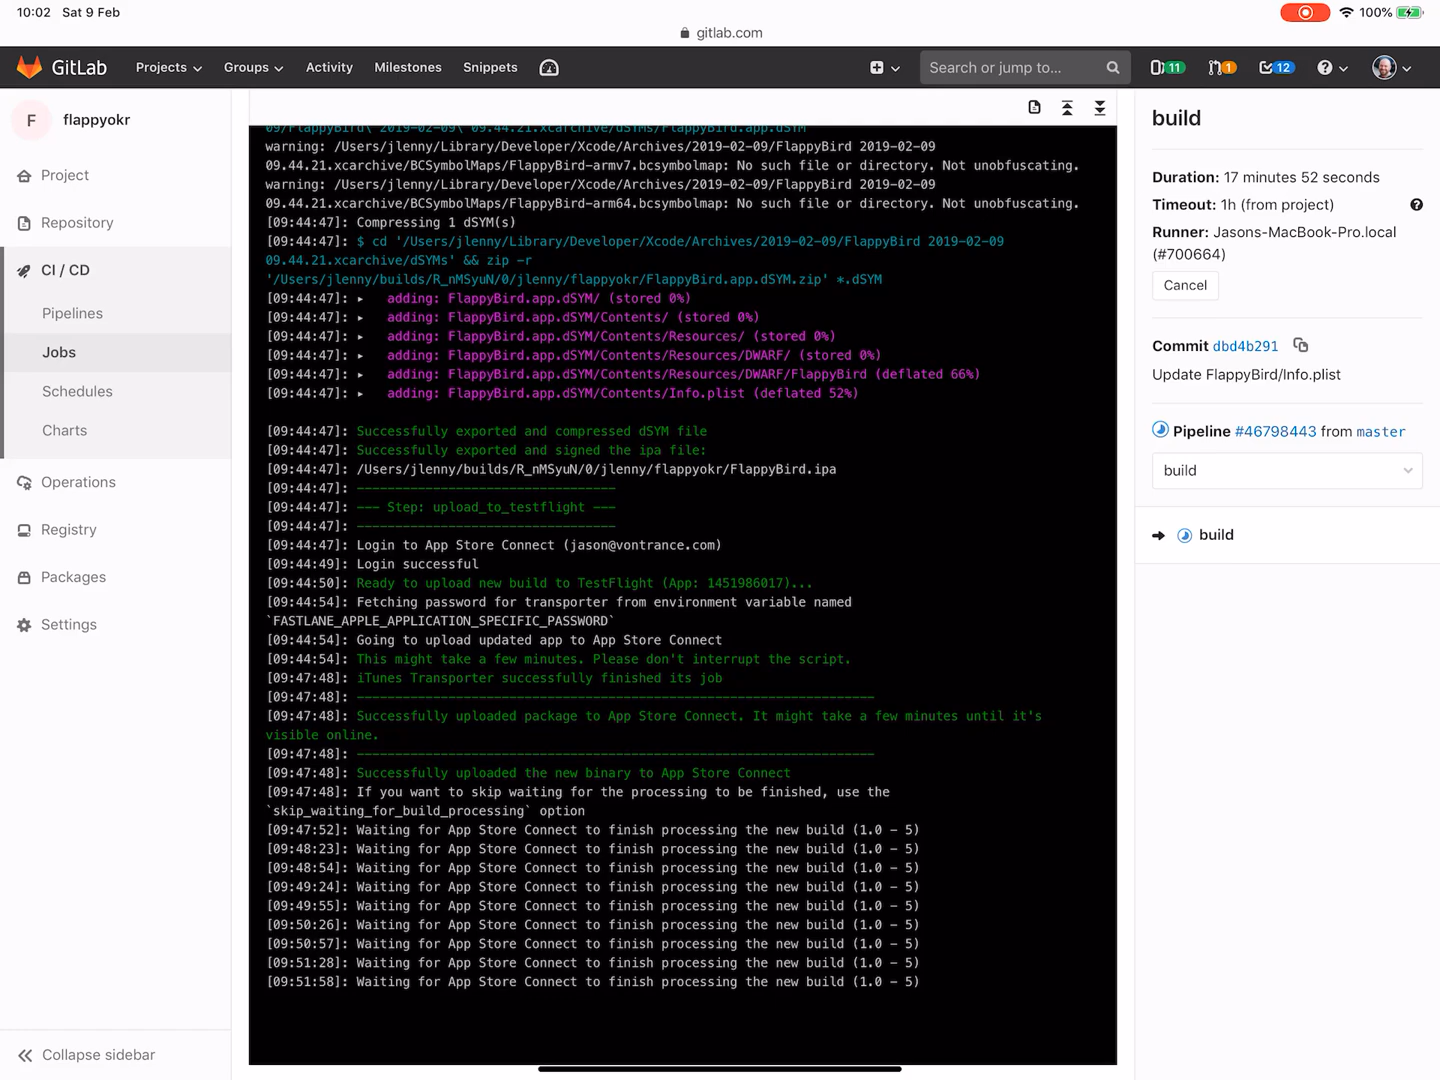 10:02 Sat 9 Feb
100%
gitlab.com
GitLab Projects Groups Activity Milestones Snippets Search or jump to... 11 1 12
F flappyokr
Project
Repository
CI / CD
Pipelines
Jobs
Schedules
Charts
Operations
Registry
Packages
Settings
Collapse sidebar
09/FlappyBird\ 2019-02-09\ 09.44.21.xcarchive/dSYMs/FlappyBird.app.dSYM
warning: /Users/jlenny/Library/Developer/Xcode/Archives/2019-02-09/FlappyBird 2019-02-09
09.44.21.xcarchive/BCSymbolMaps/FlappyBird-armv7.bcsymbolmap: No such file or directory. Not unobfuscating.
warning: /Users/jlenny/Library/Developer/Xcode/Archives/2019-02-09/FlappyBird 2019-02-09
09.44.21.xcarchive/BCSymbolMaps/FlappyBird-arm64.bcsymbolmap: No such file or directory. Not unobfuscating.
[09:44:47]: Compressing 1 dSYM(s)
[09:44:47]: $ cd '/Users/jlenny/Library/Developer/Xcode/Archives/2019-02-09/FlappyBird 2019-02-09
09.44.21.xcarchive/dSYMs' && zip -r
'/Users/jlenny/builds/R_nMSyuN/0/jlenny/flappyokr/FlappyBird.app.dSYM.zip' *.dSYM
[09:44:47]: ▸ adding: FlappyBird.app.dSYM/ (stored 0%)
[09:44:47]: ▸ adding: FlappyBird.app.dSYM/Contents/ (stored 0%)
[09:44:47]: ▸ adding: FlappyBird.app.dSYM/Contents/Resources/ (stored 0%)
[09:44:47]: ▸ adding: FlappyBird.app.dSYM/Contents/Resources/DWARF/ (stored 0%)
[09:44:47]: ▸ adding: FlappyBird.app.dSYM/Contents/Resources/DWARF/FlappyBird (deflated 66%)
[09:44:47]: ▸ adding: FlappyBird.app.dSYM/Contents/Info.plist (deflated 52%)
[09:44:47]: Successfully exported and compressed dSYM file
[09:44:47]: Successfully exported and signed the ipa file:
[09:44:47]: /Users/jlenny/builds/R_nMSyuN/0/jlenny/flappyokr/FlappyBird.ipa
[09:44:47]: ----------------------------------
[09:44:47]: --- Step: upload_to_testflight ---
[09:44:47]: ----------------------------------
[09:44:47]: Login to App Store Connect (jason@vontrance.com)
[09:44:49]: Login successful
[09:44:50]: Ready to upload new build to TestFlight (App: 1451986017)...
[09:44:54]: Fetching password for transporter from environment variable named
`FASTLANE_APPLE_APPLICATION_SPECIFIC_PASSWORD`
[09:44:54]: Going to upload updated app to App Store Connect
[09:44:54]: This might take a few minutes. Please don't interrupt the script.
[09:47:48]: iTunes Transporter successfully finished its job
[09:47:48]: --------------------------------------------------------------------
[09:47:48]: Successfully uploaded package to App Store Connect. It might take a few minutes until it's
visible online.
[09:47:48]: --------------------------------------------------------------------
[09:47:48]: Successfully uploaded the new binary to App Store Connect
[09:47:48]: If you want to skip waiting for the processing to be finished, use the
`skip_waiting_for_build_processing` option
[09:47:52]: Waiting for App Store Connect to finish processing the new build (1.0 - 5)
[09:48:23]: Waiting for App Store Connect to finish processing the new build (1.0 - 5)
[09:48:54]: Waiting for App Store Connect to finish processing the new build (1.0 - 5)
[09:49:24]: Waiting for App Store Connect to finish processing the new build (1.0 - 5)
[09:49:55]: Waiting for App Store Connect to finish processing the new build (1.0 - 5)
[09:50:26]: Waiting for App Store Connect to finish processing the new build (1.0 - 5)
[09:50:57]: Waiting for App Store Connect to finish processing the new build (1.0 - 5)
[09:51:28]: Waiting for App Store Connect to finish processing the new build (1.0 - 5)
[09:51:58]: Waiting for App Store Connect to finish processing the new build (1.0 - 5)
build
Duration: 17 minutes 52 seconds
Timeout: 1h (from project)
Runner: Jasons-MacBook-Pro.local
(#700664)
Cancel
Commit dbd4b291
Update FlappyBird/Info.plist
Pipeline #46798443 from master
build
build